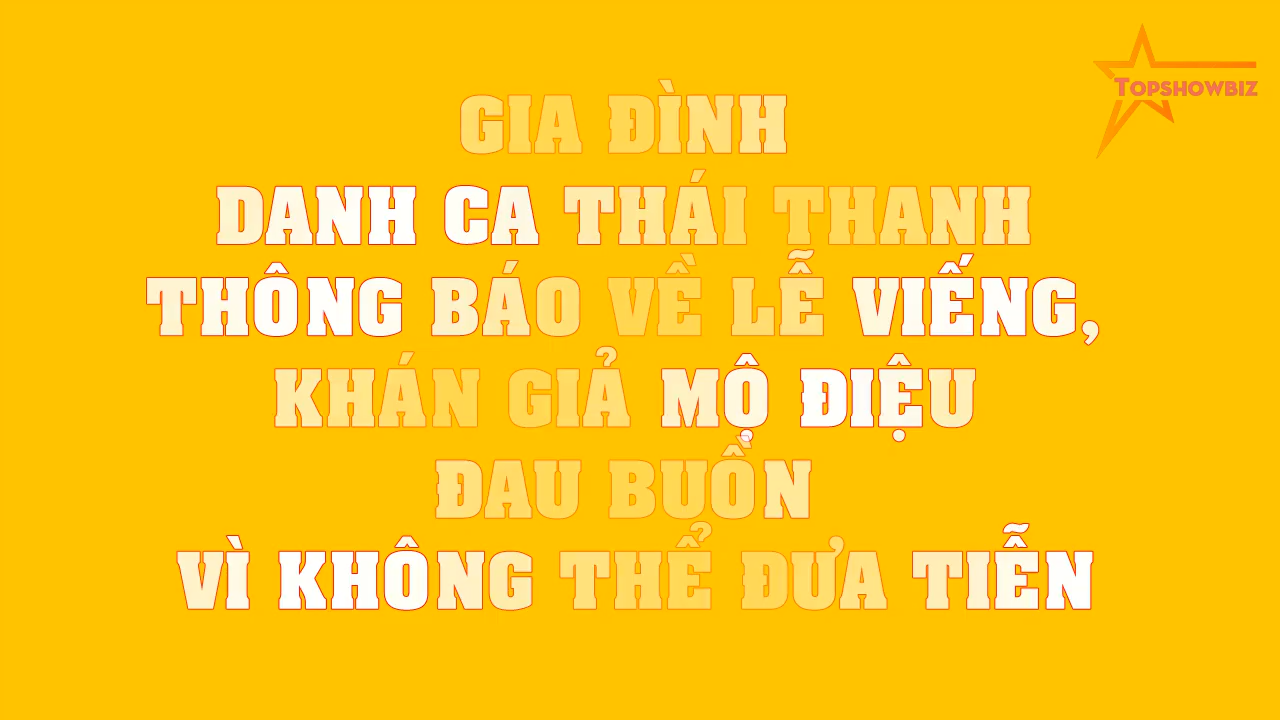 TOPSHOWBIZ
GIA ĐÌNH
DANH CA THÁI THANH
THÔNG BÁO VỀ LỄ VIẾNG,
KHÁN GIẢ MỘ ĐIỆU
ĐAU BUỒN
VÌ KHÔNG THỂ ĐƯA TIỄN